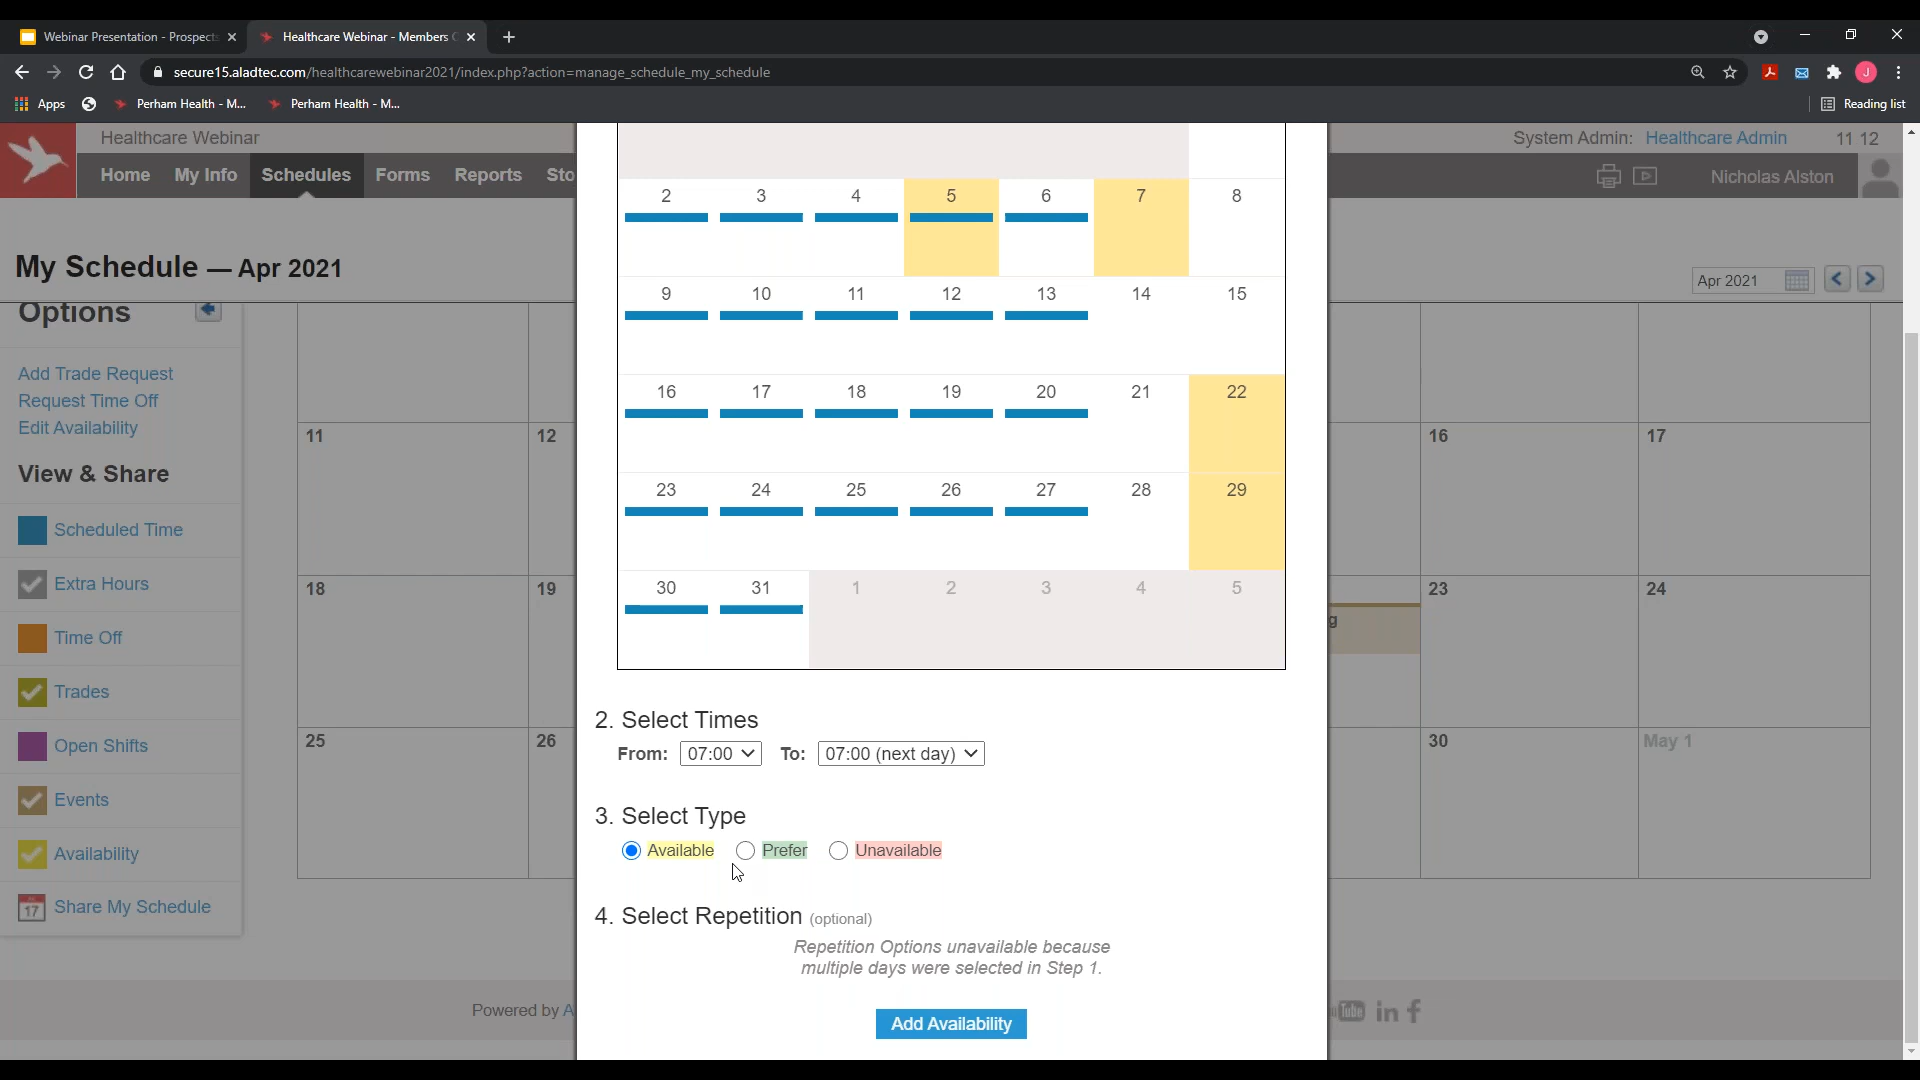 Webinar Presentation - Prospects
Healthcare Webinar - Members
secure15.aladtec.com/healthcarewebinar2021/index.php?action=manage_schedule_my_schedule
Apps
Perham Health - M...
Perham Health - M...
Reading list
Healthcare Webinar
System Admin: Healthcare Admin
11 12
Home My Info Schedules Forms Reports Sto
Nicholas Alston
My Schedule — Apr 2021
Apr 2021
Options
Add Trade Request
Request Time Off
Edit Availability
View & Share
Scheduled Time
Extra Hours
Time Off
Trades
Open Shifts
Events
Availability
17 Share My Schedule
11 12 16 17
18 19 23 24
g
25 26 30 May 1
2 3 4 5 6 7 8
9 10 11 12 13 14 15
16 17 18 19 20 21 22
23 24 25 26 27 28 29
30 31 1 2 3 4 5
2. Select Times
From: 07:00 To: 07:00 (next day)
3. Select Type
Available Prefer Unavailable
4. Select Repetition (optional)
Repetition Options unavailable because
multiple days were selected in Step 1.
Add Availability
Powered by A
Tube in f